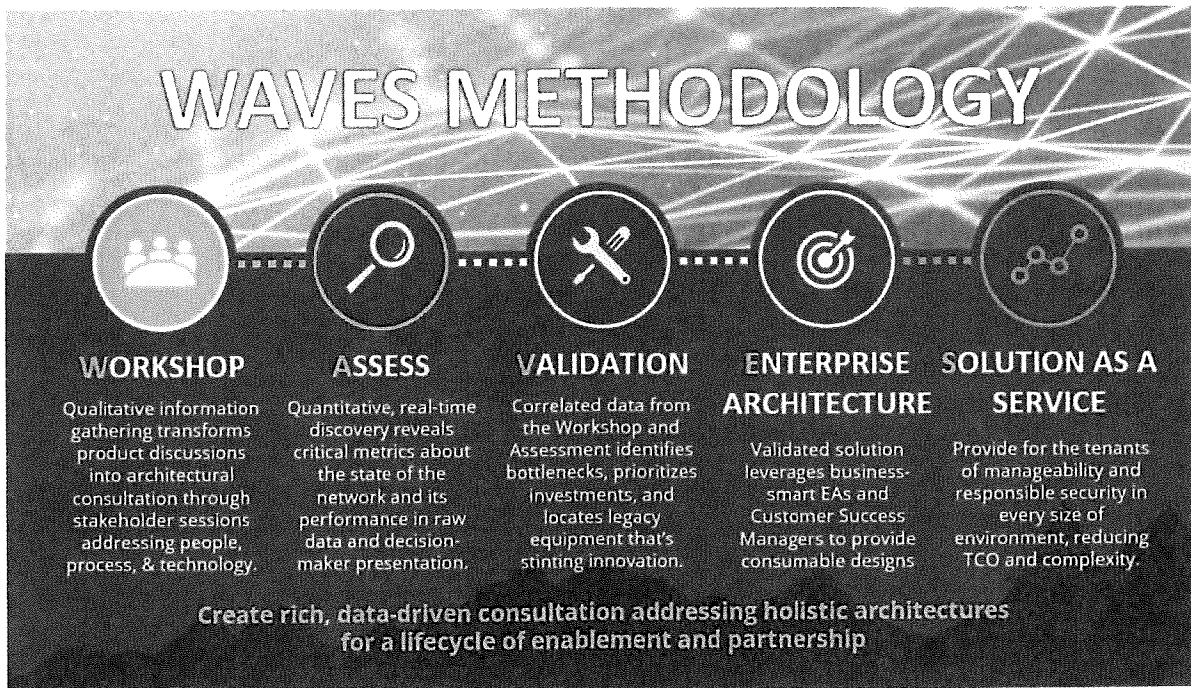 WAVES METHODOLOGY
WORKSHOP
Qualitative information
gathering transforms
product discussions
into architectural
consultation through
stakeholder sessions
addressing people,
process, & technology.
ASSESS
Quantitative, real-time
discovery reveals
critical metrics about
the state of the
network and its
performance in raw
data and decision-
maker presentation.
VALIDATION
Correlated data from
the Workshop and
Assessment identifies
bottlenecks, prioritizes
investments, and
locates legacy
equipment that's
stinting innovation.
ENTERPRISE
ARCHITECTURE
Validated solution
leverages business-
smart EAs and
Customer Success
Managers to provide
consumable designs
SOLUTION AS A
SERVICE
Provide for the tenants
of manageability and
responsible security in
every size of
environment, reducing
TCO and complexity.
Create rich, data-driven consultation addressing holistic architectures
for a lifecycle of enablement and partnership